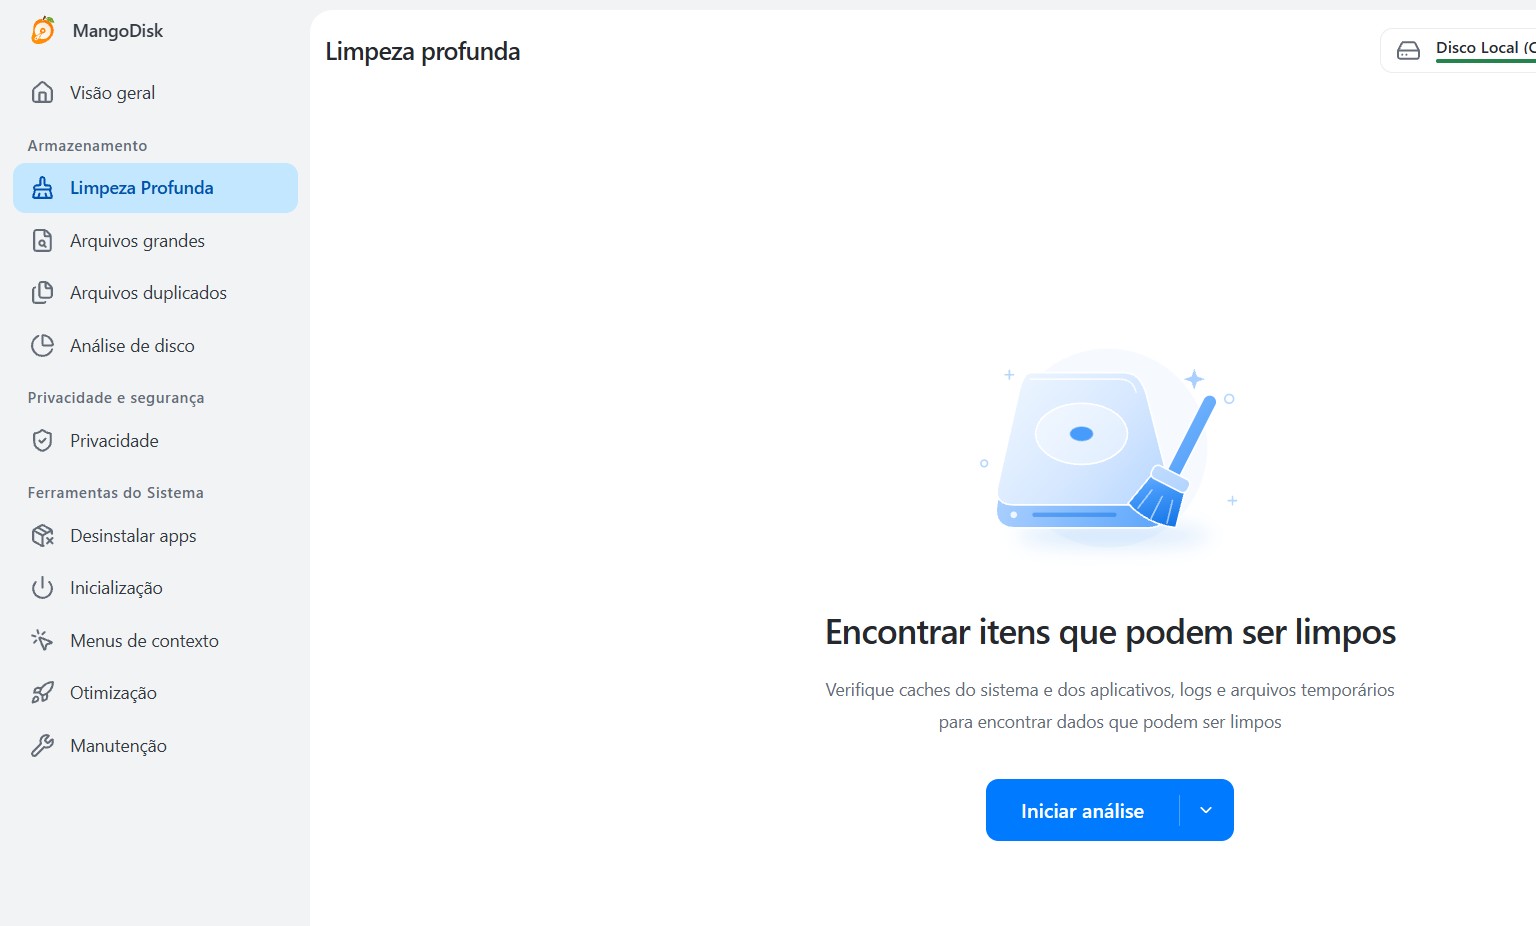 MangoDisk
Visão geral
Armazenamento
Limpeza Profunda
Arquivos grandes
Arquivos duplicados
Análise de disco
Privacidade e segurança
Privacidade
Ferramentas do Sistema
Desinstalar apps
Inicialização
Menus de contexto
Otimização
Manutenção
Limpeza profunda
Disco Local (C
Encontrar itens que podem ser limpos
Verifique caches do sistema e dos aplicativos, logs e arquivos temporários
para encontrar dados que podem ser limpos
Iniciar análise